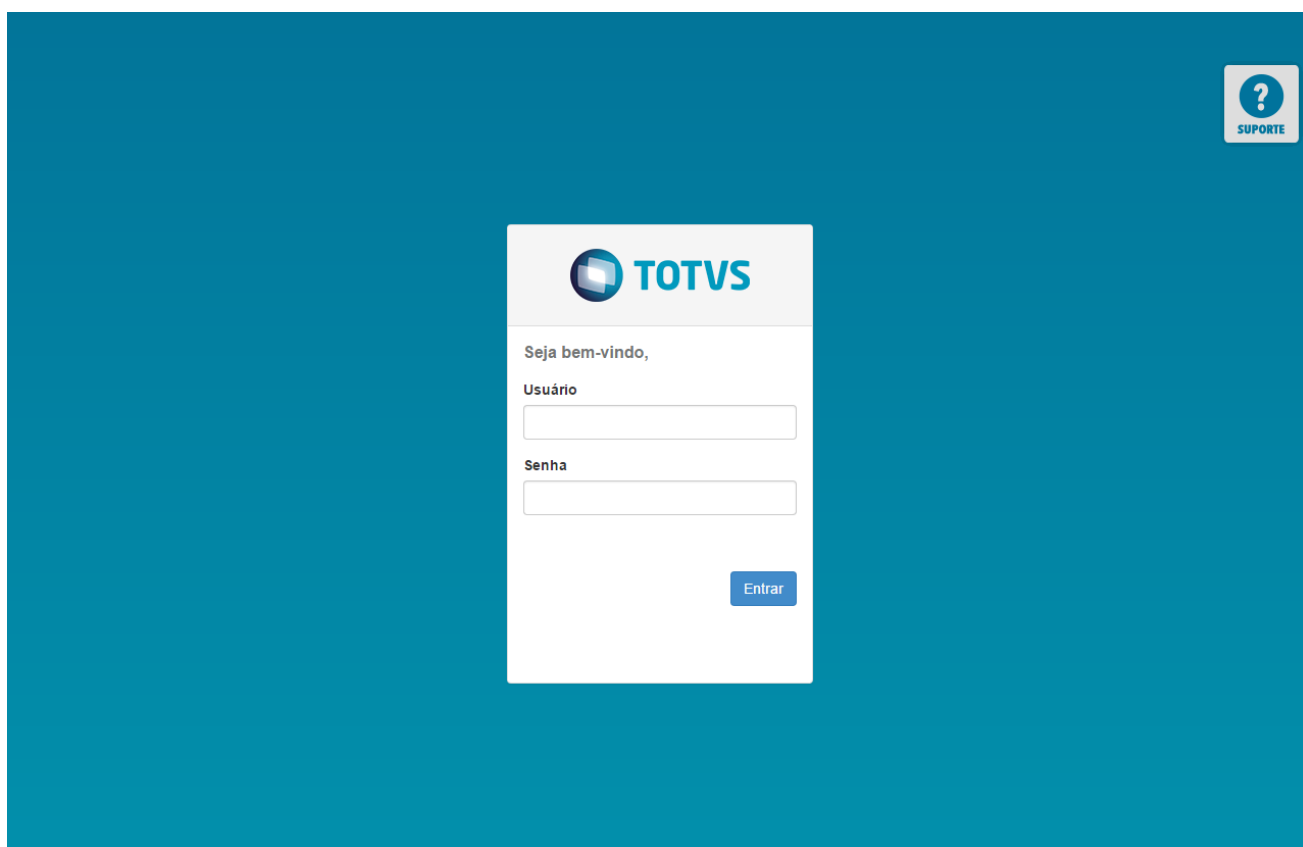 SUPORTE
TOTVS
Seja bem-vindo,
Usuário
Senha
Entrar